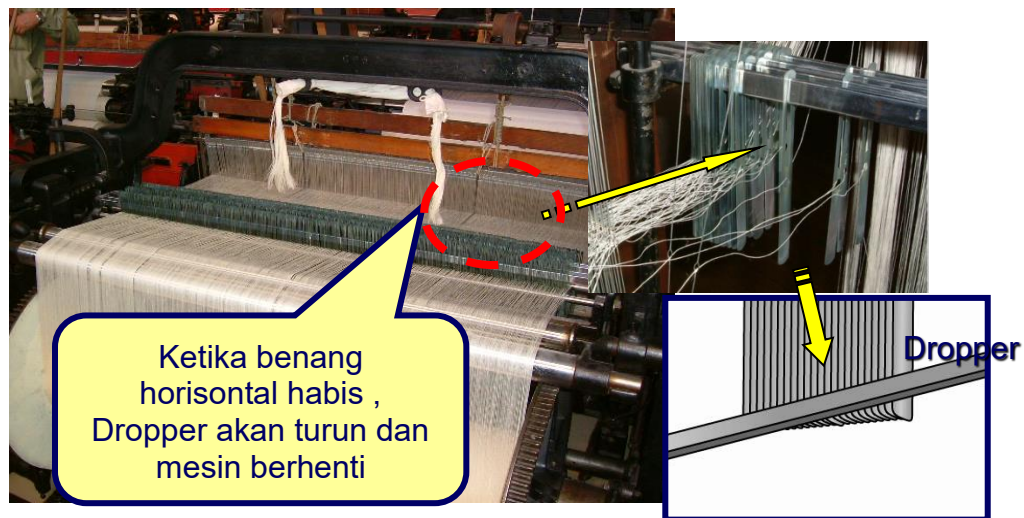 Ketika benang
horisontal habis ,
Dropper akan turun dan
mesin berhenti
Dropper